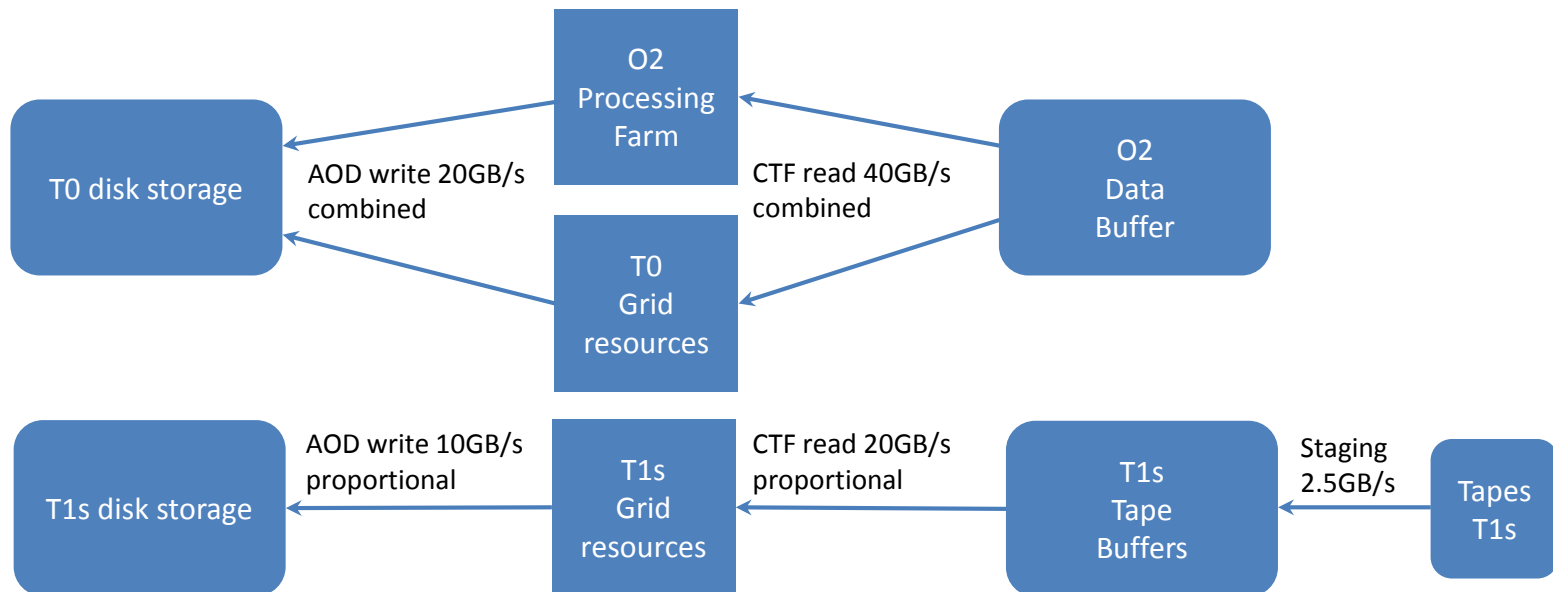 O2
Processing
Farm
T0 disk storage
AOD write 20GB/s
combined
CTF read 40GB/s
combined
O2
Data
Buffer
T0
Grid
resources
T1s disk storage
AOD write 10GB/s
proportional
T1s
Grid
resources
CTF read 20GB/s
proportional
T1s
Tape
Buffers
Staging
2.5GB/s
Tapes
T1s